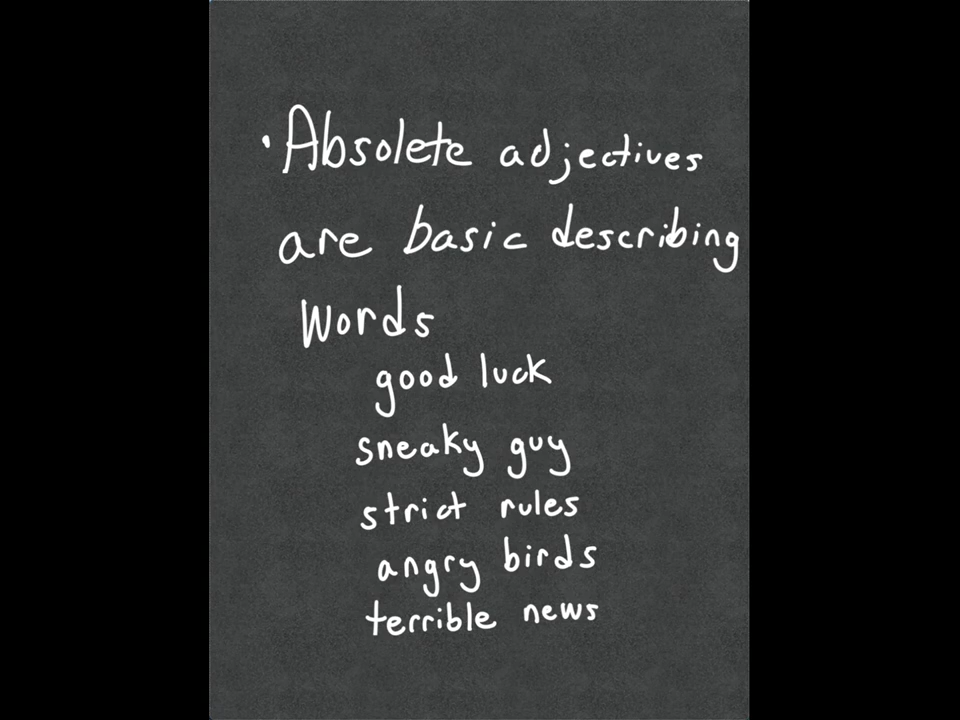 · Absolete adjectives
are basic describing
words
good luck
sneaky guy
strict rules
angry birds
terrible news